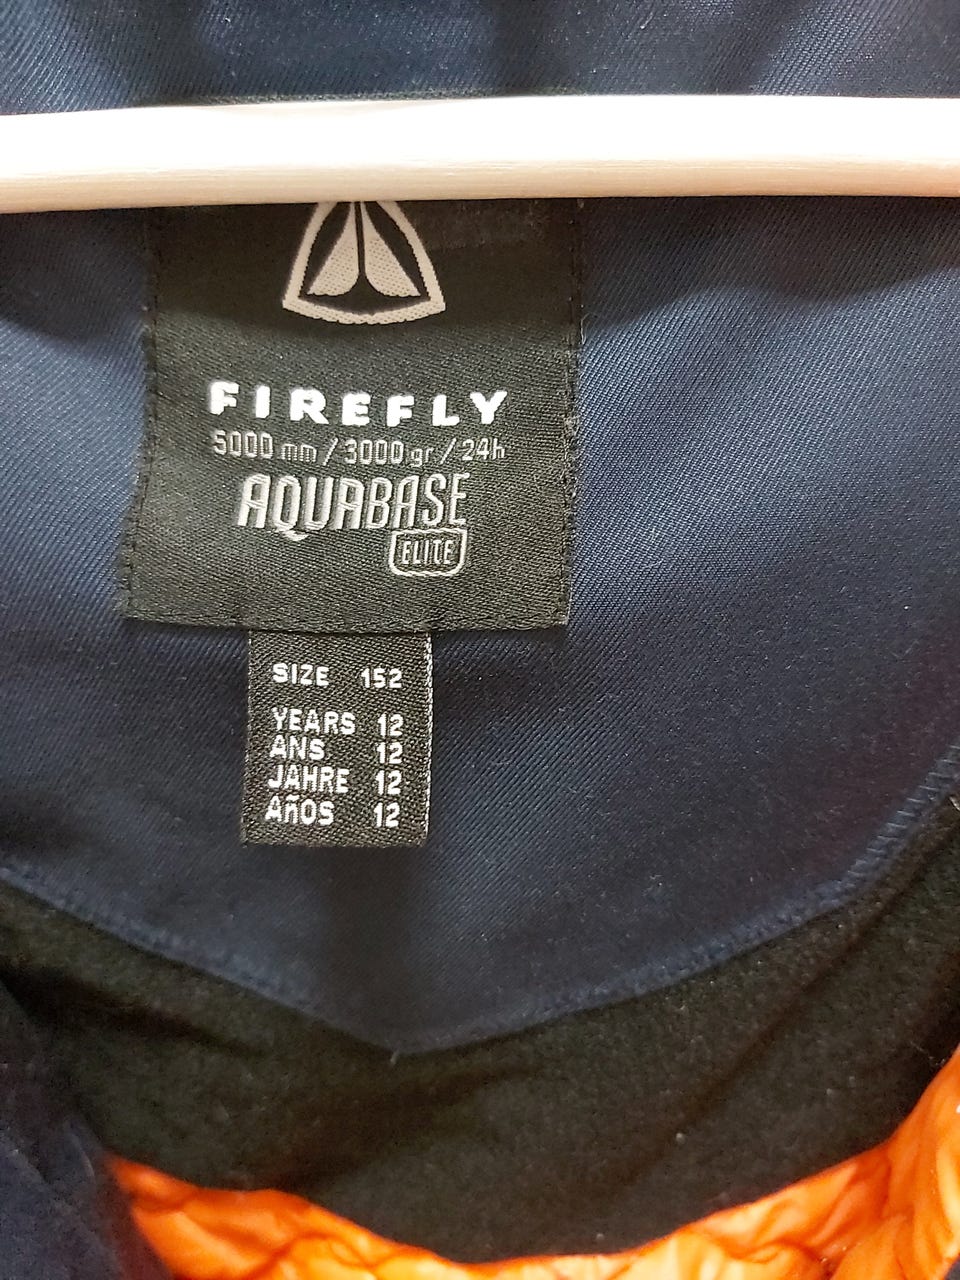 FIREFLY
5000 mm / 3000 gr / 24h
AQUABASE
ELITE
SIZE 152
YEARS 12
ANS 12
JAHRE 12
AñOS 12